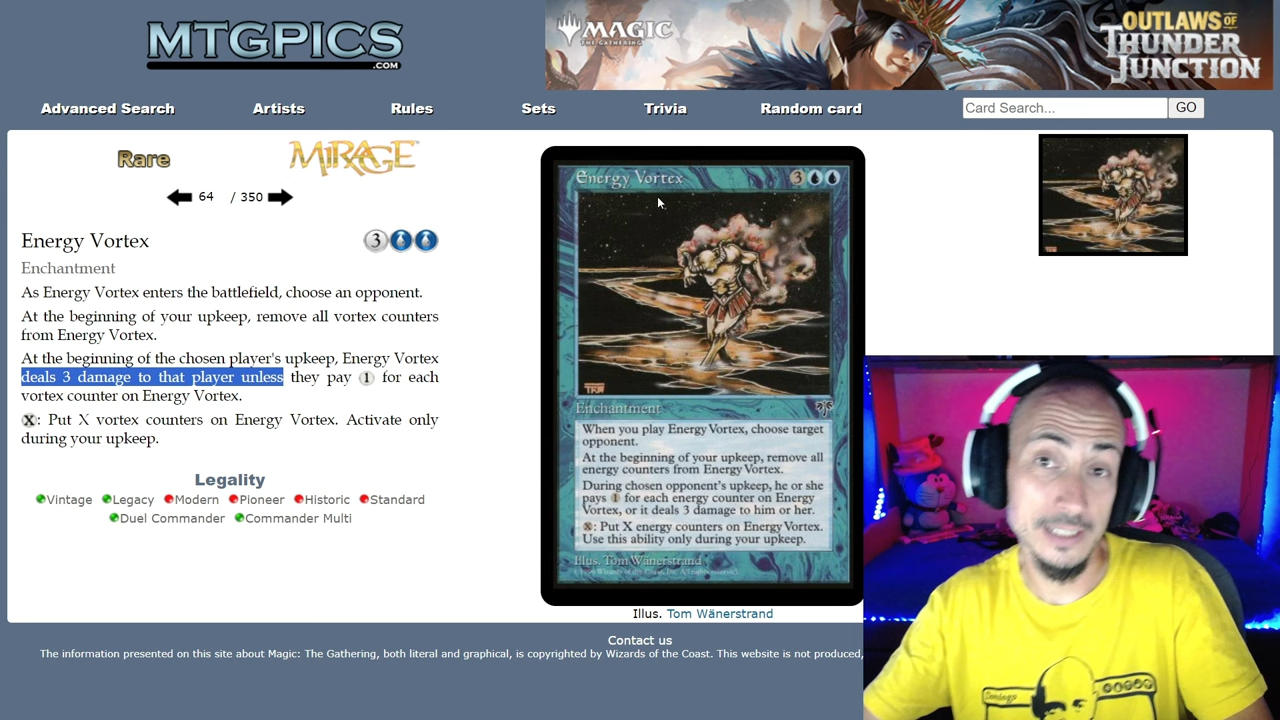 MTGPICS
.COM
MAGIC
THE GATHERING
OUTLAWS OF
THUNDER
JUNCTION
Advanced Search
Artists
Rules
Sets
Trivia
Random card
Card Search...
GO
Rare
MIRAGE
64 / 350
Energy Vortex
3
Enchantment
As Energy Vortex enters the battlefield, choose an opponent.
At the beginning of your upkeep, remove all vortex counters
from Energy Vortex.
At the beginning of the chosen player's upkeep, Energy Vortex
deals 3 damage to that player unless they pay 1 for each
vortex counter on Energy Vortex.
X: Put X vortex counters on Energy Vortex. Activate only
during your upkeep.
Legality
Vintage Legacy Modern Pioneer Historic Standard
Duel Commander Commander Multi
Energy Vortex 3
Enchantment
When you play Energy Vortex, choose target
opponent.
At the beginning of your upkeep, remove all
energy counters from Energy Vortex.
During chosen opponent's upkeep, he or she
pays 1 for each energy counter on Energy
Vortex, or it deals 3 damage to him or her.
X: Put X energy counters on Energy Vortex.
Use this ability only during your upkeep.
Illus. Tom Wänerstrand
Illus. Tom Wänerstrand
Contact us
The information presented on this site about Magic: The Gathering, both literal and graphical, is copyrighted by Wizards of the Coast. This website is not produced,